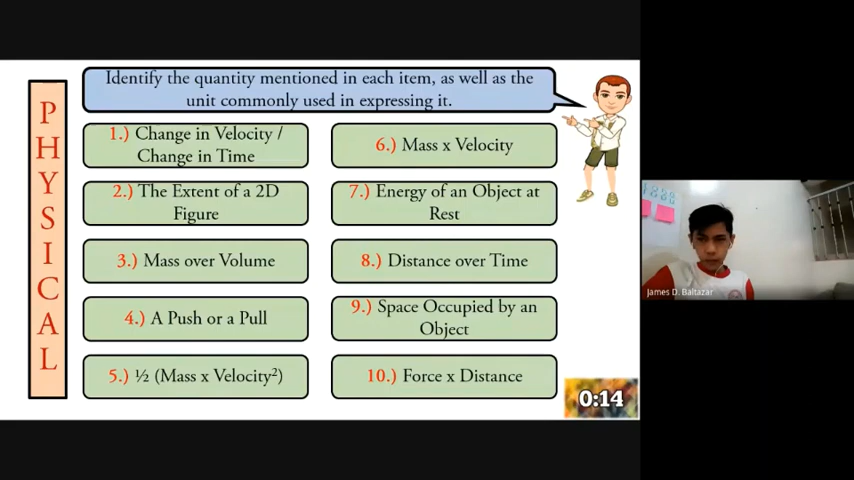 PHYSICAL
Identify the quantity mentioned in each item, as well as the
unit commonly used in expressing it.
1.) Change in Velocity /
Change in Time
2.) The Extent of a 2D
Figure
3.) Mass over Volume
4.) A Push or a Pull
5.) ½ (Mass x Velocity²)
6.) Mass x Velocity
7.) Energy of an Object at
Rest
8.) Distance over Time
9.) Space Occupied by an
Object
10.) Force x Distance
0:14
James D. Baltazar